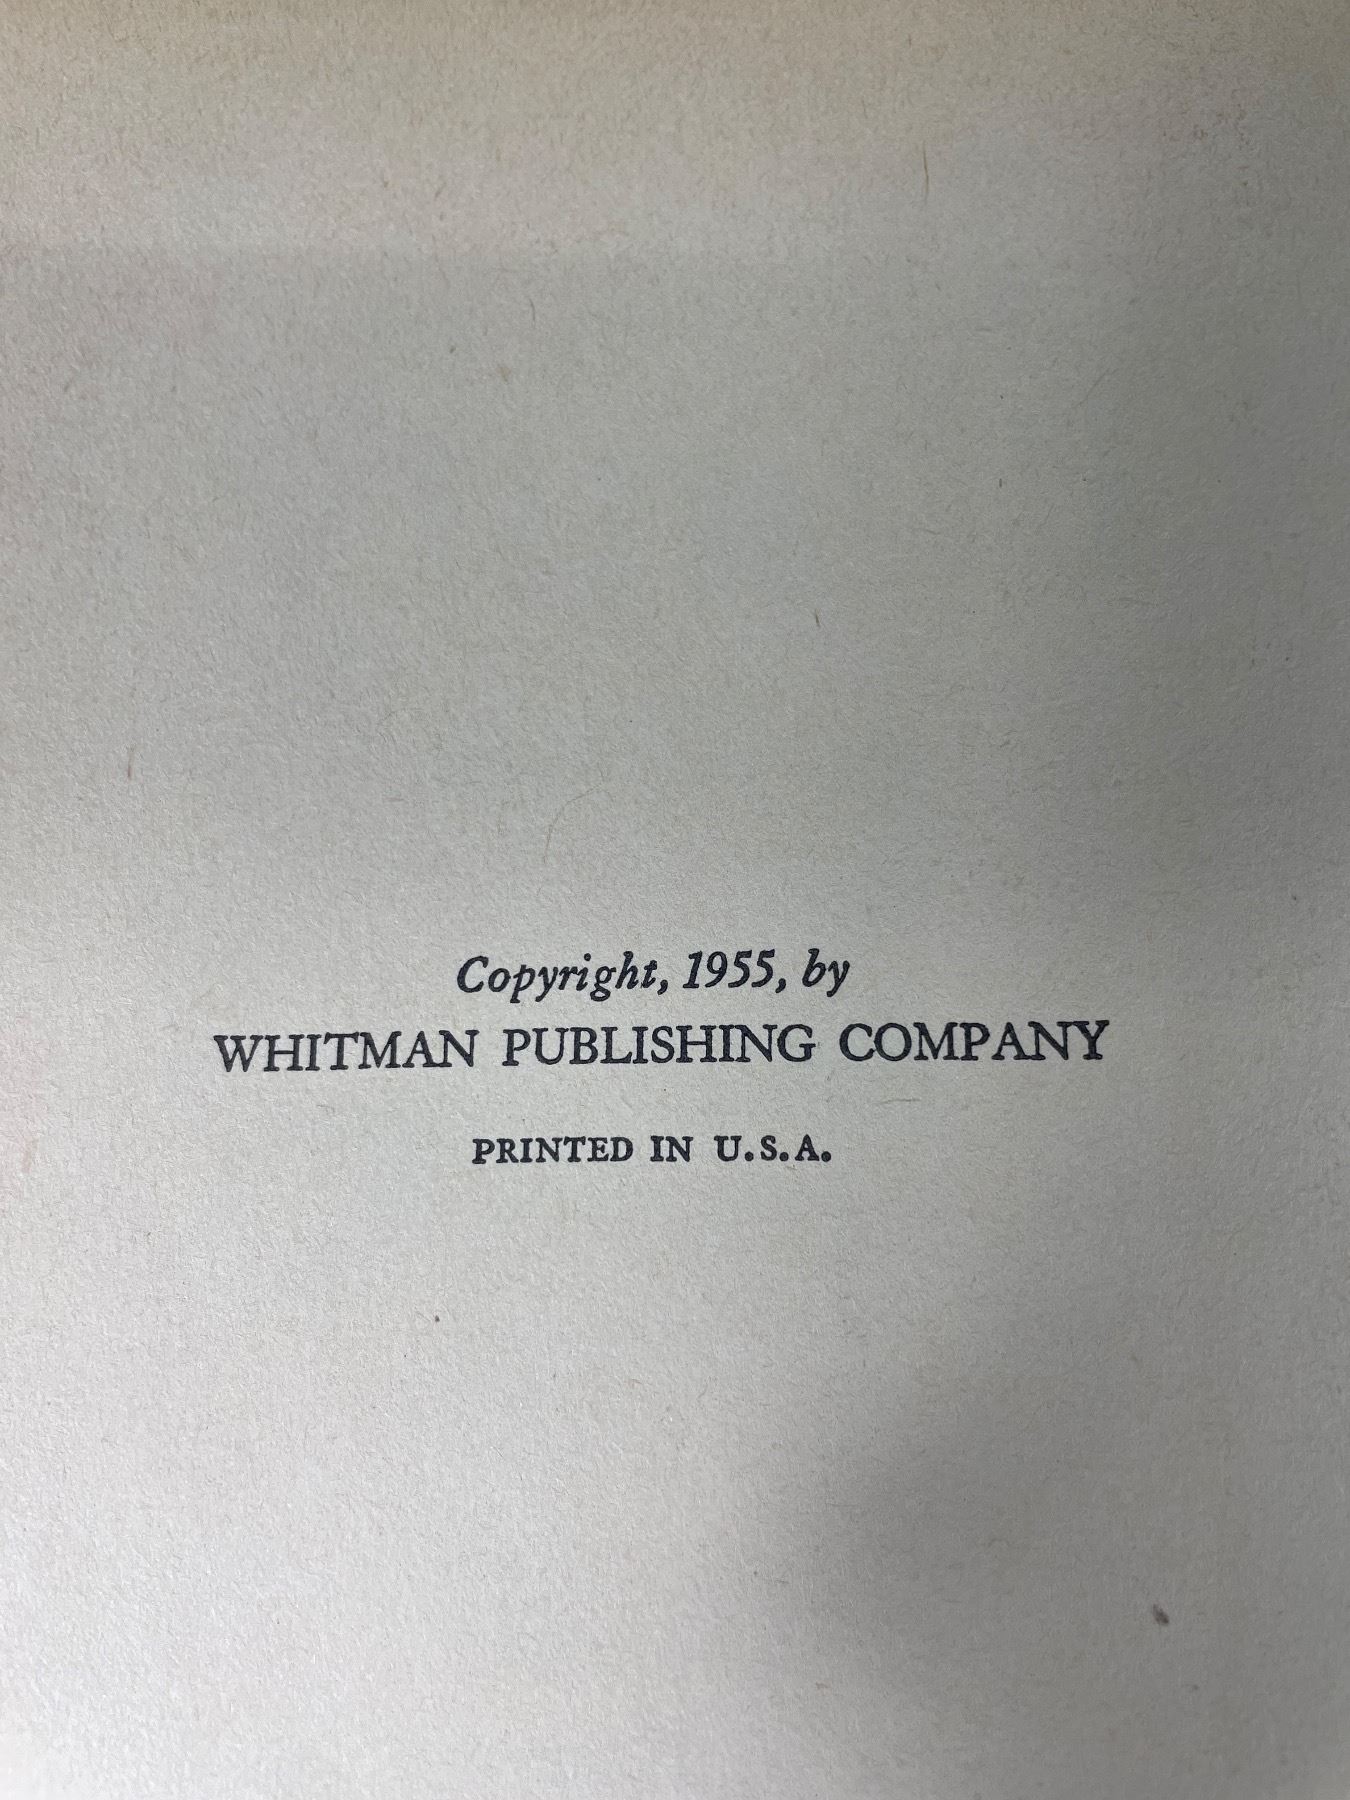 Copyright, 1955, by
WHITMAN PUBLISHING COMPANY
PRINTED IN U.S.A.